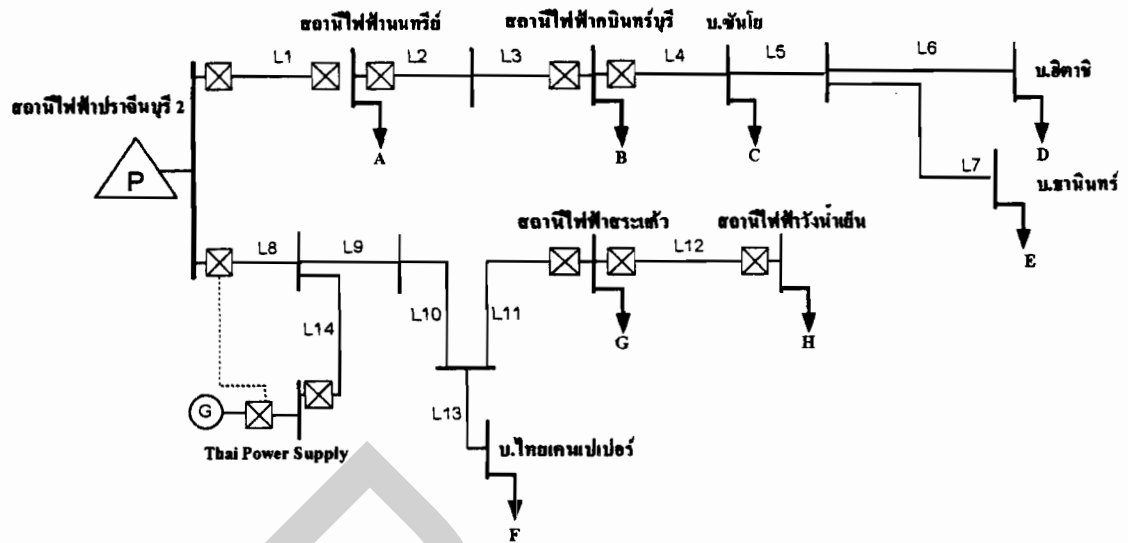 สถานีไฟฟ้านนทรีย์
สถานีไฟฟ้ากบินทร์บุรี
บ.ซันโย
L1
L2
L3
L4
L5
L6
บ.ฮิตาชิ
สถานีไฟฟ้าปราจีนบุรี 2
A
B
C
D
P
L7
บ.ธานินทร์
สถานีไฟฟ้าสระแก้ว
สถานีไฟฟ้าวังน้ำเย็น
L8
L9
L12
E
L10
L11
L14
G
H
G
L13
Thai Power Supply
บ.ไทยเคนเปเปอร์
F